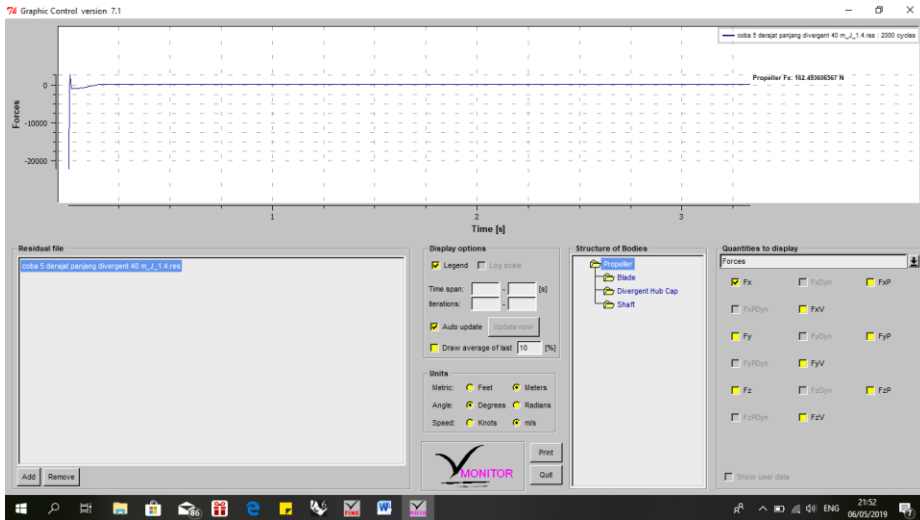 Graphic Control version 7.1
coba 5 derajat panjang divergent 40 m_J_1.4.res : 2000 cycles
Propeller Fx: 162.493606567 N
Forces
0
-10000
-20000
1 2 3
Time [s]
Residual file
coba 5 derajat panjang divergent 40 m_J_1.4.res
Add Remove
Display options
Legend Log scale
Time span: - [s]
Iterations: -
Auto update Update now
Draw average of last 10 [%]
Units
Metric: Feet Meters
Angle: Degrees Radians
Speed: Knots m/s
MONITOR
Print
Quit
Structure of Bodies
Propeller
Blade
Divergent Hub Cap
Shaft
Quantities to display
Forces
Fx FxDyn FxP
FxPDyn FxV
Fy FyDyn FyP
FyPDyn FyV
Fz FzDyn FzP
FzPDyn FzV
Show user data
86
ENG
21:52
06/05/2019
7